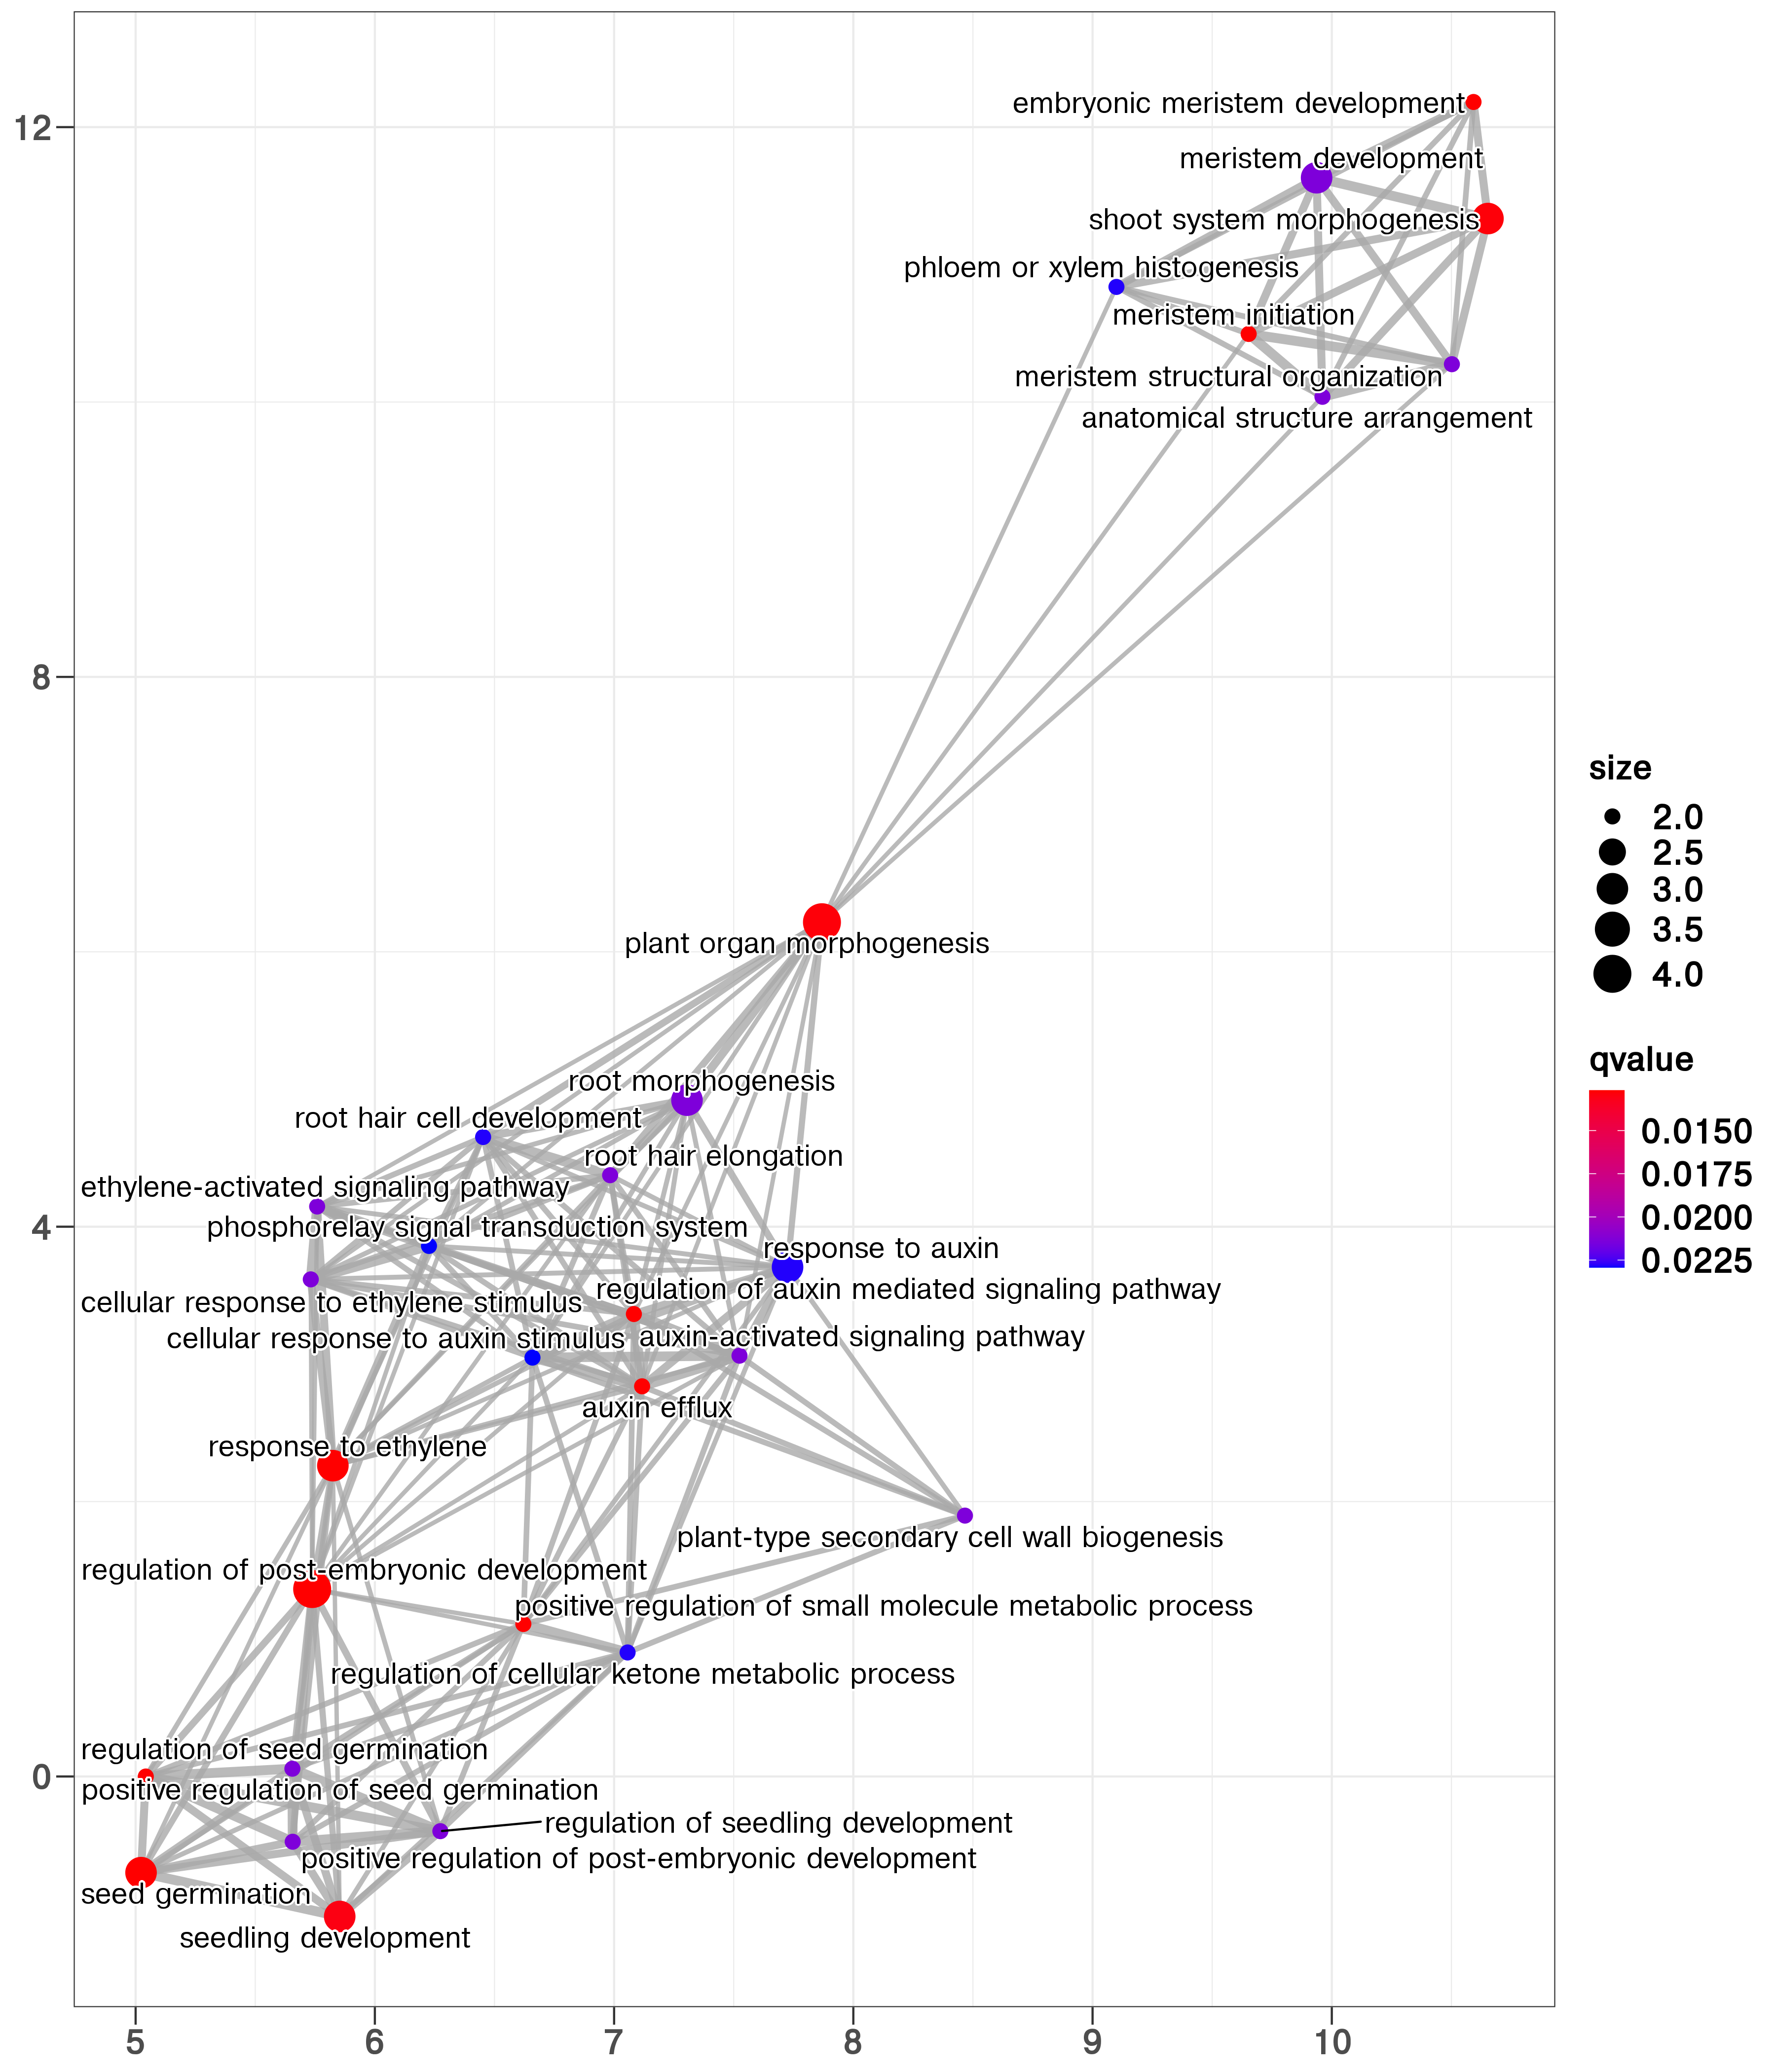 embryonic meristem development
12
meristem development
shoot system morphogenesis
phloem or xylem histogenesis
meristem initiation
meristem structural organization
anatomical structure arrangement
8
plant organ morphogenesis
root morphogenesis
root hair cell development
root hair elongation
ethylene-activated signaling pathway
phosphorelay signal transduction system
4
response to auxin
regulation of auxin mediated signaling pathway
cellular response to ethylene stimulus
cellular response to auxin stimulus
auxin-activated signaling pathway
auxin efflux
response to ethylene
plant-type secondary cell wall biogenesis
regulation of post-embryonic development
positive regulation of small molecule metabolic process
regulation of cellular ketone metabolic process
regulation of seed germination
0
positive regulation of seed germination
regulation of seedling development
positive regulation of post-embryonic development
seed germination
seedling development
5 6 7 8 9 10
size
2.0
2.5
3.0
3.5
4.0
qvalue
0.0150
0.0175
0.0200
0.0225